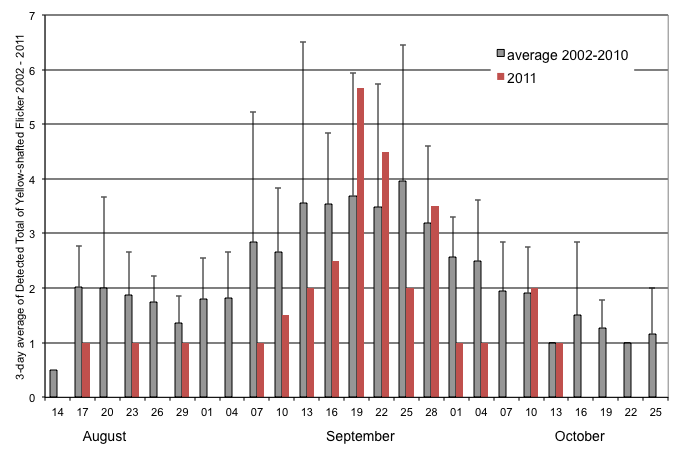 3-day average of Detected Total of Yellow-shafted Flicker 2002 - 2011
7
6
5
4
3
2
1
0
average 2002-2010
2011
14 17 20 23 26 29 01 04 07 10 13 16 19 22 25 28 01 04 07 10 13 16 19 22 25
August September October